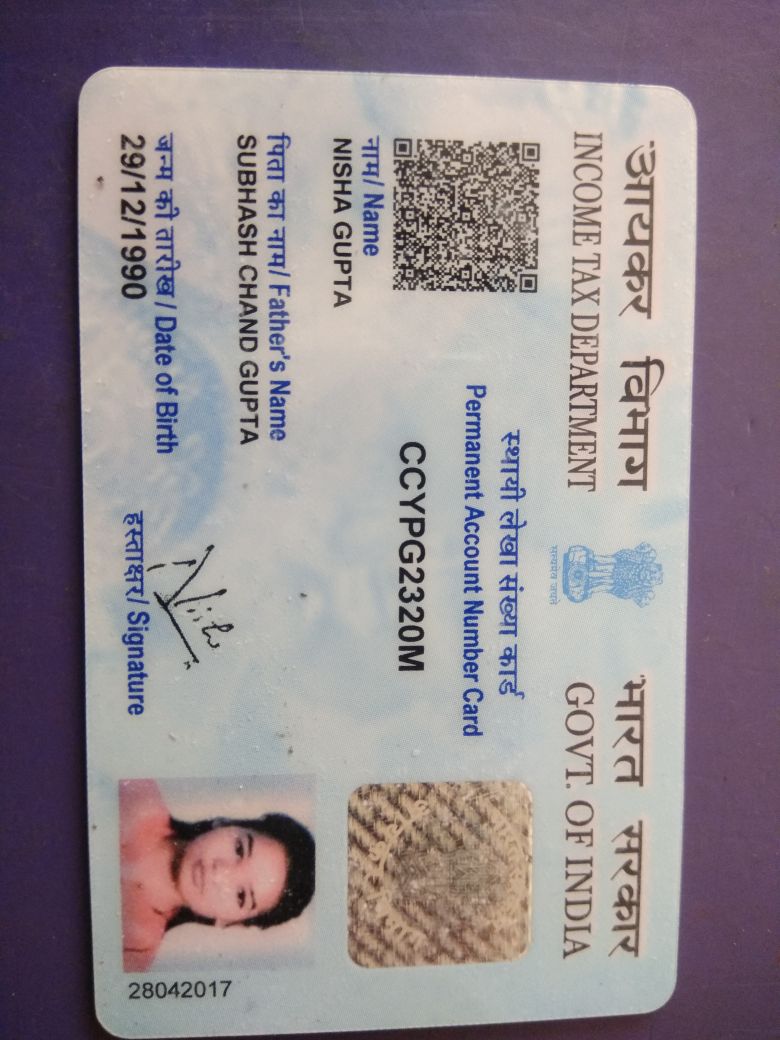 आयकर विभाग
INCOME TAX DEPARTMENT
सत्यमेव जयते
भारत सरकार
GOVT. OF INDIA
स्थायी लेखा संख्या कार्ड
Permanent Account Number Card
CCYPG2320M
नाम/ Name
NISHA GUPTA
पिता का नाम/ Father's Name
SUBHASH CHAND GUPTA
जन्म की तारीख / Date of Birth
29/12/1990
Nisha
हस्ताक्षर/ Signature
28042017